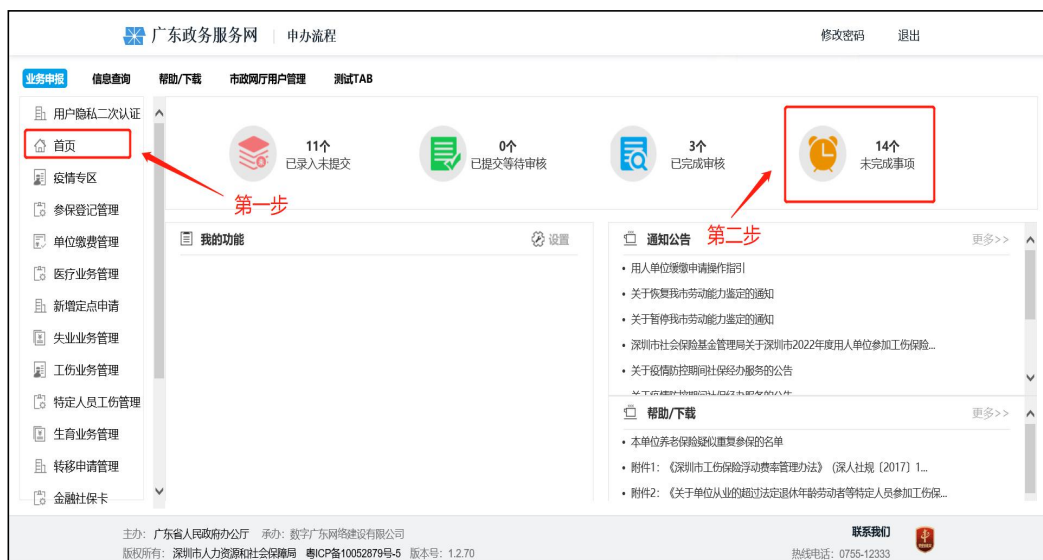 广东政务服务网 申办流程 修改密码 退出
业务申报 信息查询 帮助/下载 市政网厅用户管理 测试TAB
用户隐私二次认证
首页
疫情专区
参保登记管理
单位缴费管理
医疗业务管理
新增定点申请
失业业务管理
工伤业务管理
特定人员工伤管理
生育业务管理
转移申请管理
金融社保卡
11个
已录入未提交
0个
已提交等待审核
3个
已完成审核
14个
未完成事项
第一步
第二步
我的功能 设置
通知公告 更多>>
• 用人单位缓缴申请操作指引
• 关于恢复我市劳动能力鉴定的通知
• 关于暂停我市劳动能力鉴定的通知
• 深圳市社会保险基金管理局关于深圳市2022年度用人单位参加工伤保险...
• 关于疫情防控期间社保经办服务的公告
帮助/下载 更多>>
• 本单位养老保险疑似重复参保的名单
• 附件1：《深圳市工伤保险浮动费率管理办法》（深人社规〔2017〕1...
• 附件2：《关于单位从业的超过法定退休年龄劳动者等特定人员参加工伤保...
主办：广东省人民政府办公厅 承办：数字广东网络建设有限公司
版权所有：深圳市人力资源和社会保障局 粤ICP备10052879号-5 版本号：1.2.70
联系我们
热线电话：0755-12333